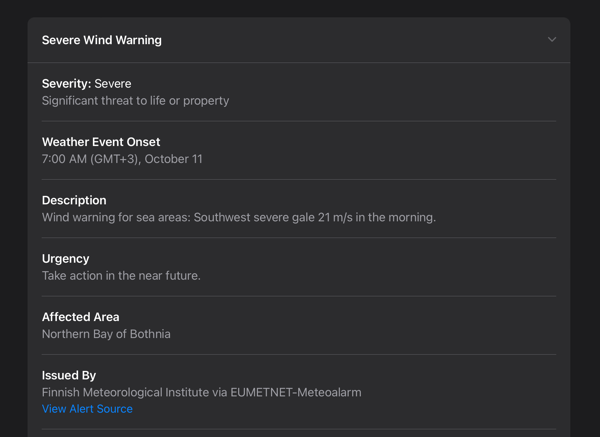 Severe Wind Warning
Severity: Severe
Significant threat to life or property
Weather Event Onset
7:00 AM (GMT+3), October 11
Description
Wind warning for sea areas: Southwest severe gale 21 m/s in the morning.
Urgency
Take action in the near future.
Affected Area
Northern Bay of Bothnia
Issued By
Finnish Meteorological Institute via EUMETNET-Meteoalarm
View Alert Source